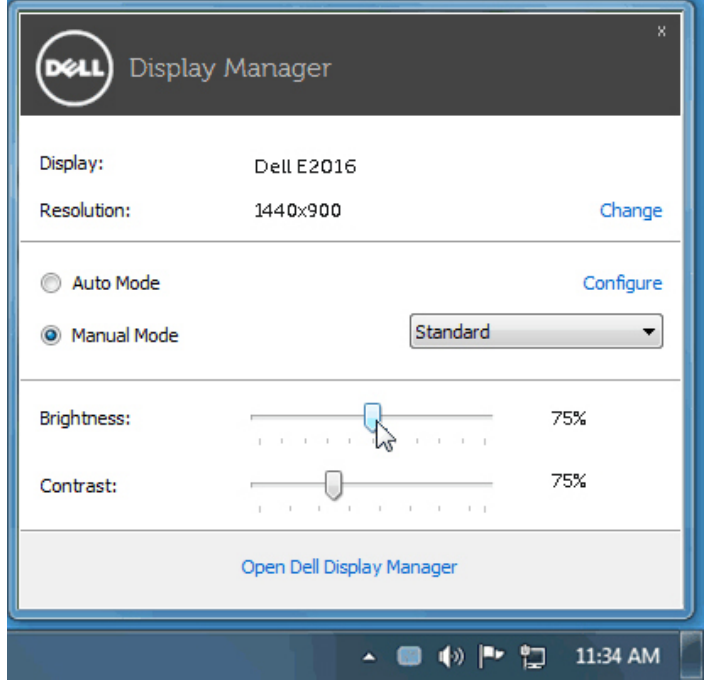 x
DELL Display Manager
Display: Dell E2016
Resolution: 1440x900 Change
Auto Mode Configure
Manual Mode Standard
Brightness: 75%
Contrast: 75%
Open Dell Display Manager
11:34 AM